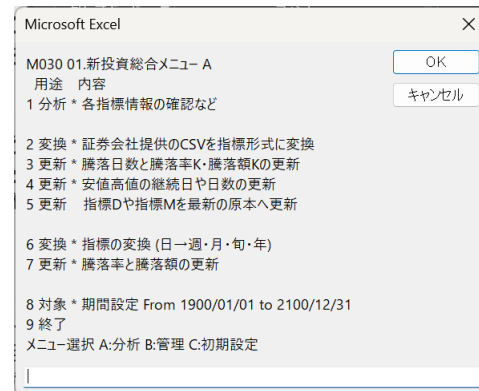 Microsoft Excel
M030 01.新投資総合メニュー A
用途 内容
1 分析 * 各指標情報の確認など
2 変換 * 証券会社提供のCSVを指標形式に変換
3 更新 * 騰落日数と騰落率K・騰落額Kの更新
4 更新 * 安値高値の継続日や日数の更新
5 更新 指標Dや指標Mを最新の原本へ更新
6 変換 * 指標の変換 (日→週・月・旬・年)
7 更新 * 騰落率と騰落額の更新
8 対象 * 期間設定 From 1900/01/01 to 2100/12/31
9 終了
メニュー選択 A:分析 B:管理 C:初期設定
OK
キャンセル